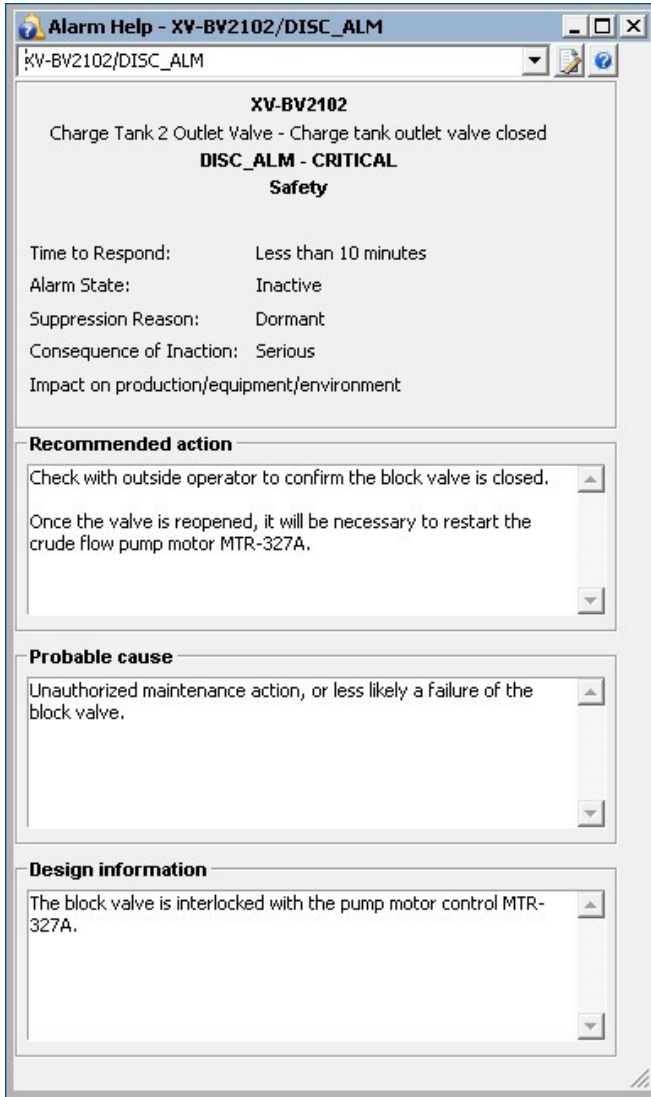 Alarm Help - XV-BV2102/DISC_ALM
XV-BV2102/DISC_ALM
XV-BV2102
Charge Tank 2 Outlet Valve - Charge tank outlet valve closed
DISC_ALM - CRITICAL
Safety
Time to Respond: Less than 10 minutes
Alarm State: Inactive
Suppression Reason: Dormant
Consequence of Inaction: Serious
Impact on production/equipment/environment
Recommended action
Check with outside operator to confirm the block valve is closed.
Once the valve is reopened, it will be necessary to restart the
crude flow pump motor MTR-327A.
Probable cause
Unauthorized maintenance action, or less likely a failure of the
block valve.
Design information
The block valve is interlocked with the pump motor control MTR-
327A.